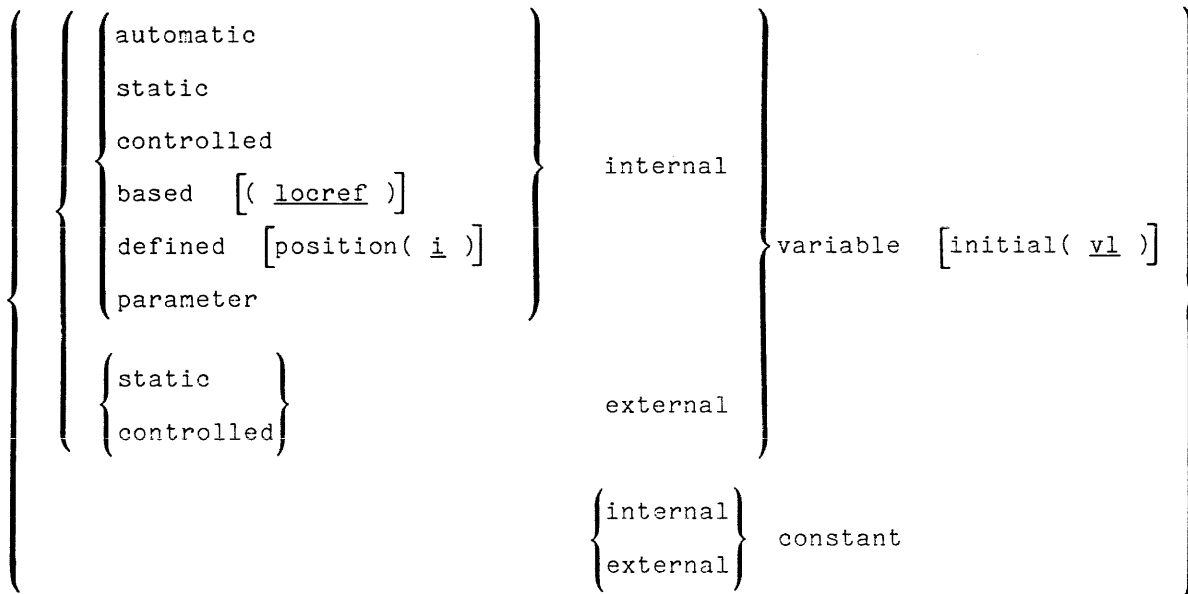 automatic
static
controlled
based [( locref )]
internal
defined [position( i )]
variable [initial( vl )]
parameter
static
external
controlled
internal
constant
external